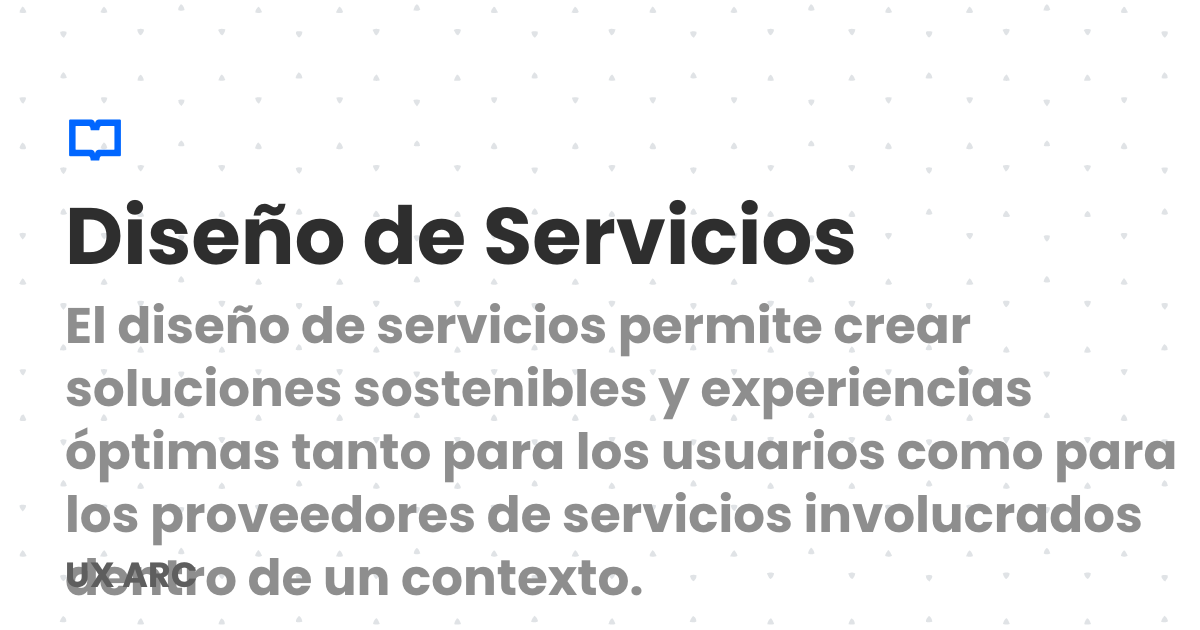 Diseño de Servicios
El diseño de servicios permite crear
soluciones sostenibles y experiencias
óptimas tanto para los usuarios como para
los proveedores de servicios involucrados
dentro de un contexto.
UX ARC